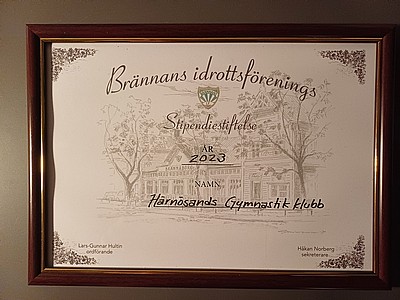 Brännans idrottsförenings
Stipendiestiftelse
ÅR
2023
NAMN
Härnösands Gymnastik klubb
Lars-Gunnar Hultin
ordförande
Håkan Norberg
sekreterare